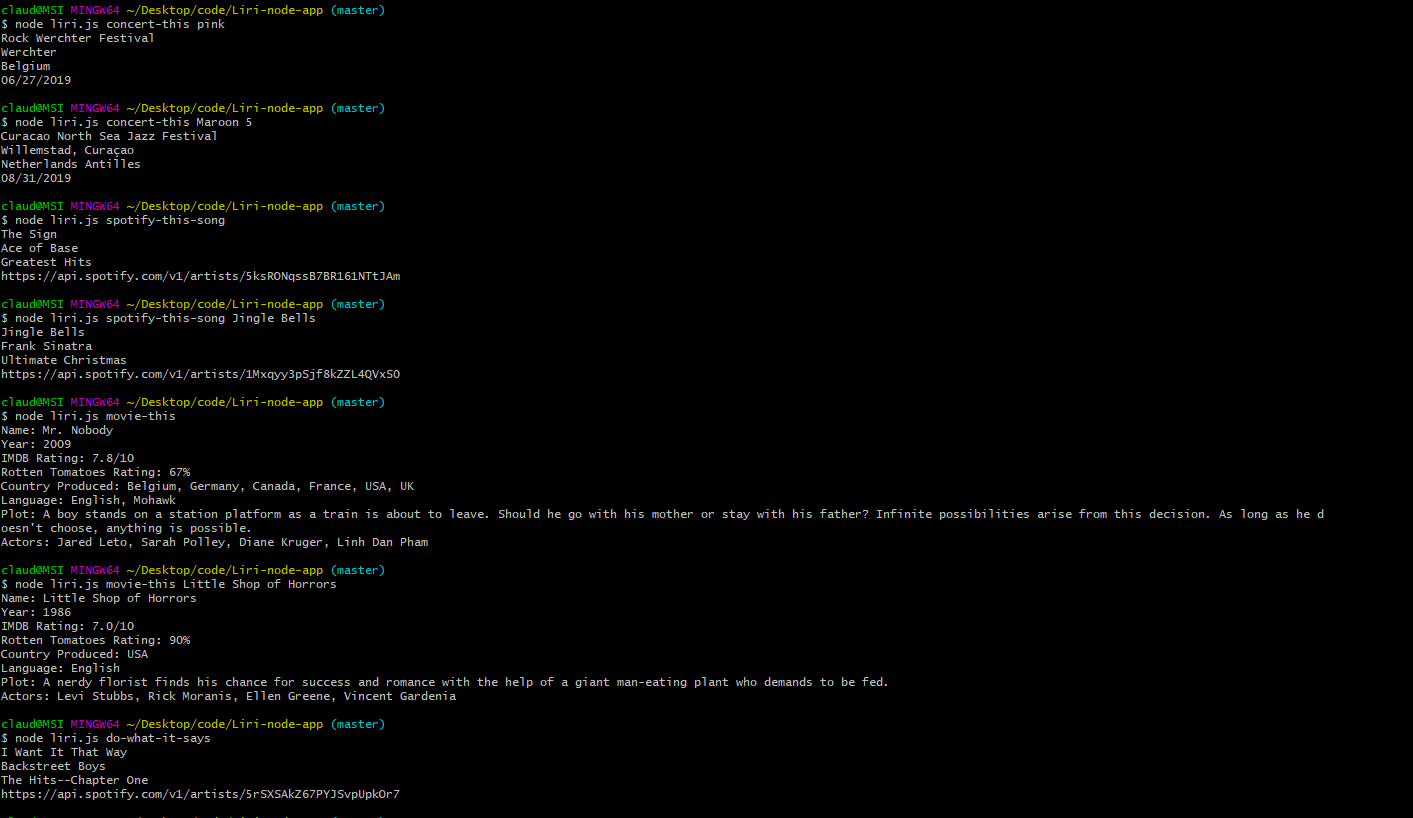 claud@MSI MINGW64 ~/Desktop/code/Liri-node-app (master)
$ node liri.js concert-this pink
Rock Werchter Festival
Werchter
Belgium
06/27/2019
claud@MSI MINGW64 ~/Desktop/code/Liri-node-app (master)
$ node liri.js concert-this Maroon 5
Curacao North Sea Jazz Festival
Willemstad, Curaçao
Netherlands Antilles
08/31/2019
claud@MSI MINGW64 ~/Desktop/code/Liri-node-app (master)
$ node liri.js spotify-this-song
The Sign
Ace of Base
Greatest Hits
https://api.spotify.com/v1/artists/5ksRONqssB7BR161NTtJAm
claud@MSI MINGW64 ~/Desktop/code/Liri-node-app (master)
$ node liri.js spotify-this-song Jingle Bells
Jingle Bells
Frank Sinatra
Ultimate Christmas
https://api.spotify.com/v1/artists/1Mxqyy3pSjf8kZZL4QVxS0
claud@MSI MINGW64 ~/Desktop/code/Liri-node-app (master)
$ node liri.js movie-this
Name: Mr. Nobody
Year: 2009
IMDB Rating: 7.8/10
Rotten Tomatoes Rating: 67%
Country Produced: Belgium, Germany, Canada, France, USA, UK
Language: English, Mohawk
Plot: A boy stands on a station platform as a train is about to leave. Should he go with his mother or stay with his father? Infinite possibilities arise from this decision. As long as he d
oesn't choose, anything is possible.
Actors: Jared Leto, Sarah Polley, Diane Kruger, Linh Dan Pham
claud@MSI MINGW64 ~/Desktop/code/Liri-node-app (master)
$ node liri.js movie-this Little Shop of Horrors
Name: Little Shop of Horrors
Year: 1986
IMDB Rating: 7.0/10
Rotten Tomatoes Rating: 90%
Country Produced: USA
Language: English
Plot: A nerdy florist finds his chance for success and romance with the help of a giant man-eating plant who demands to be fed.
Actors: Levi Stubbs, Rick Moranis, Ellen Greene, Vincent Gardenia
claud@MSI MINGW64 ~/Desktop/code/Liri-node-app (master)
$ node liri.js do-what-it-says
I Want It That Way
Backstreet Boys
The Hits--Chapter One
https://api.spotify.com/v1/artists/5rSXSAkZ67PYJSvpUpkOr7